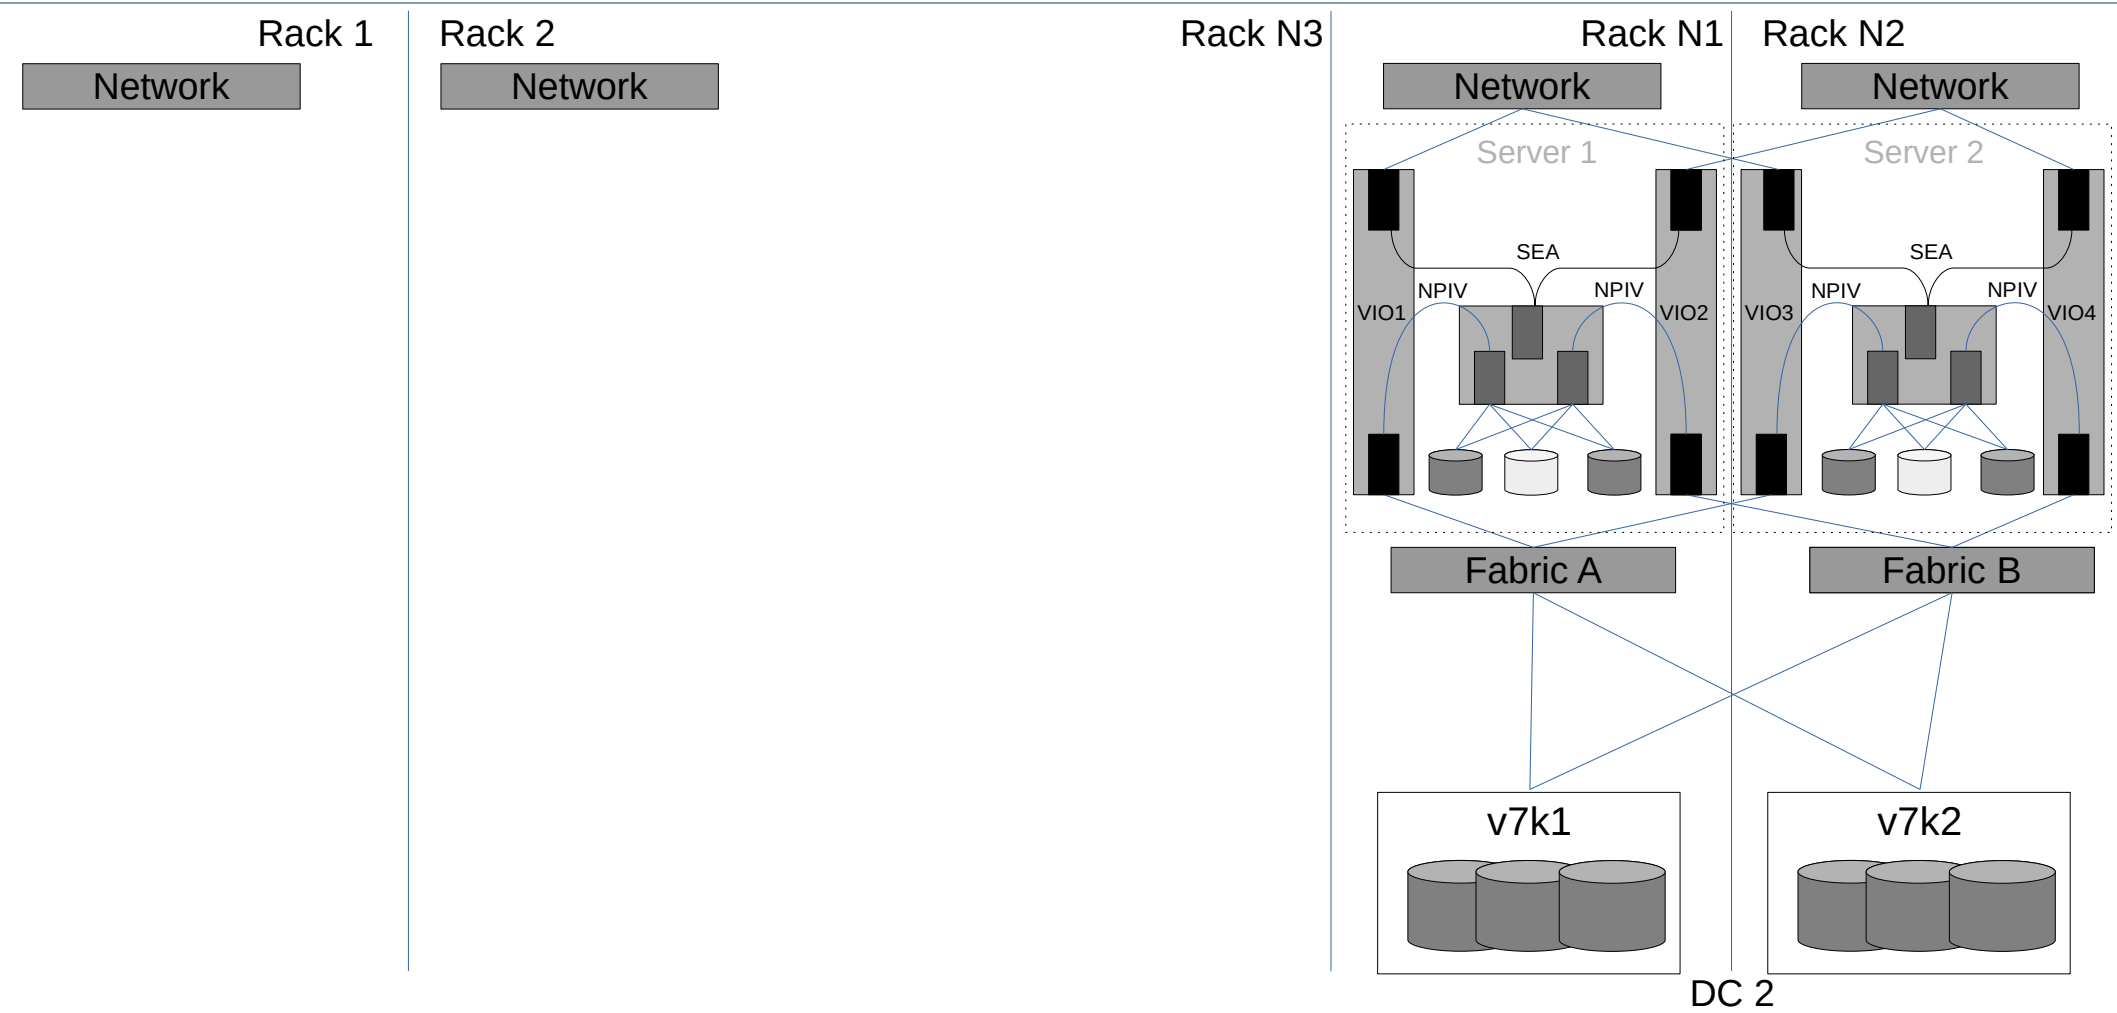 Rack 1
Rack 2
Rack N3
Rack N1
Rack N2
Network
Network
Network
Network
Server 1
Server 2
SEA
SEA
NPIV
NPIV
NPIV
NPIV
VIO1
VIO2
VIO3
VIO4
Fabric A
Fabric B
v7k1
v7k2
DC 2